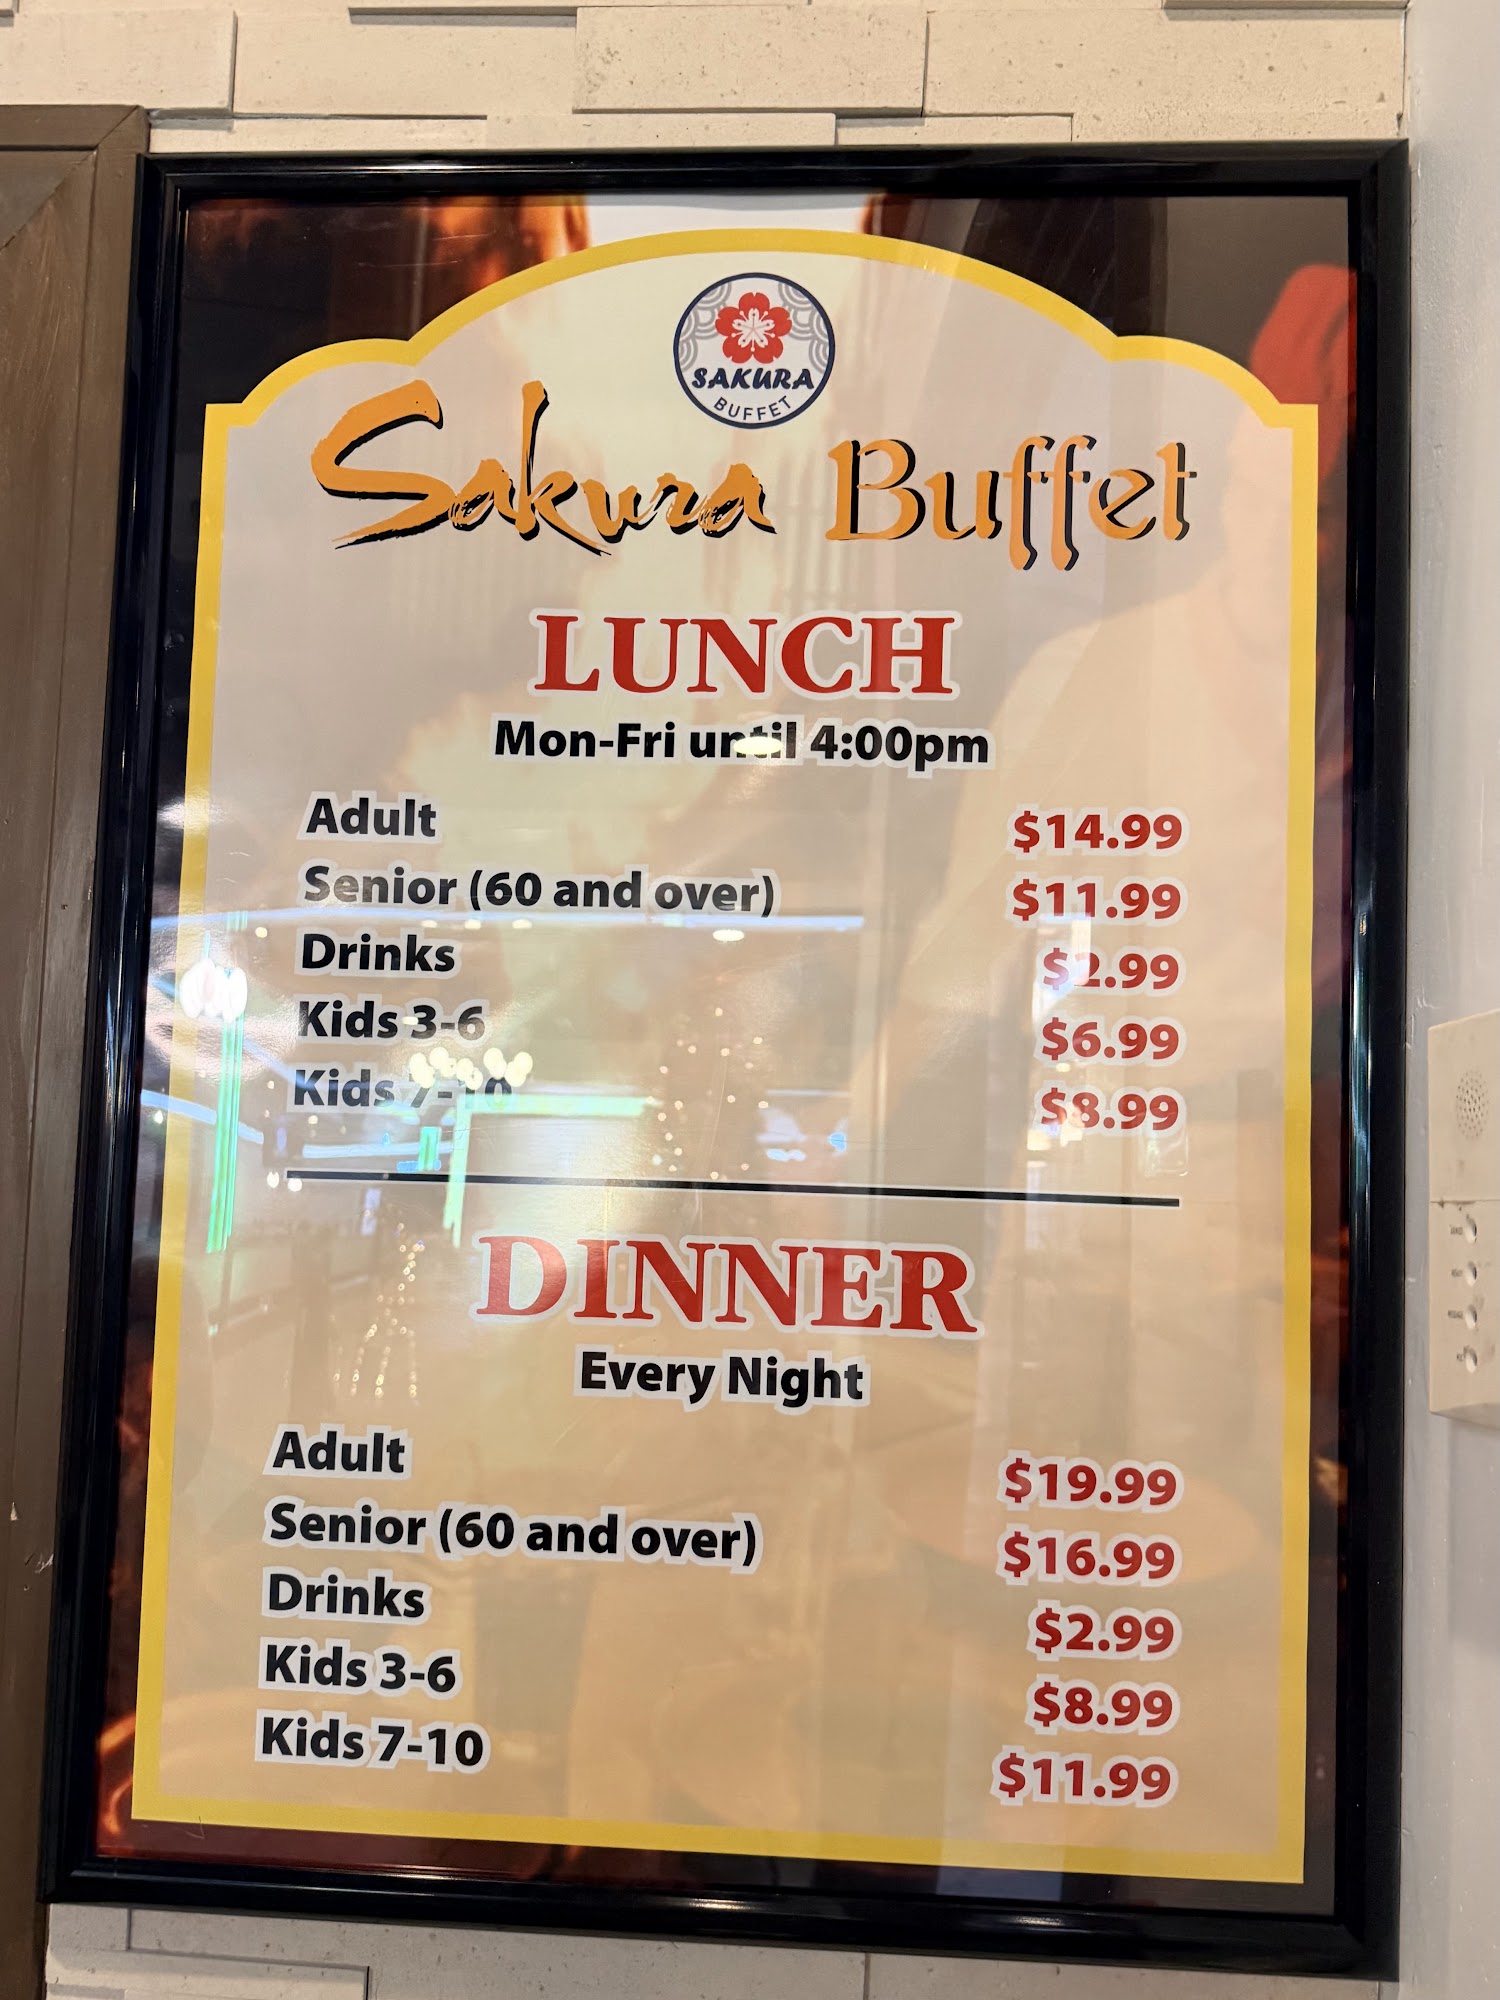 SAKURA
BUFFET
Sakura Buffet
LUNCH
Mon-Fri until 4:00pm
Adult $14.99
Senior (60 and over) $11.99
Drinks $2.99
Kids 3-6 $6.99
Kids 7-10 $8.99
DINNER
Every Night
Adult $19.99
Senior (60 and over) $16.99
Drinks $2.99
Kids 3-6 $8.99
Kids 7-10 $11.99